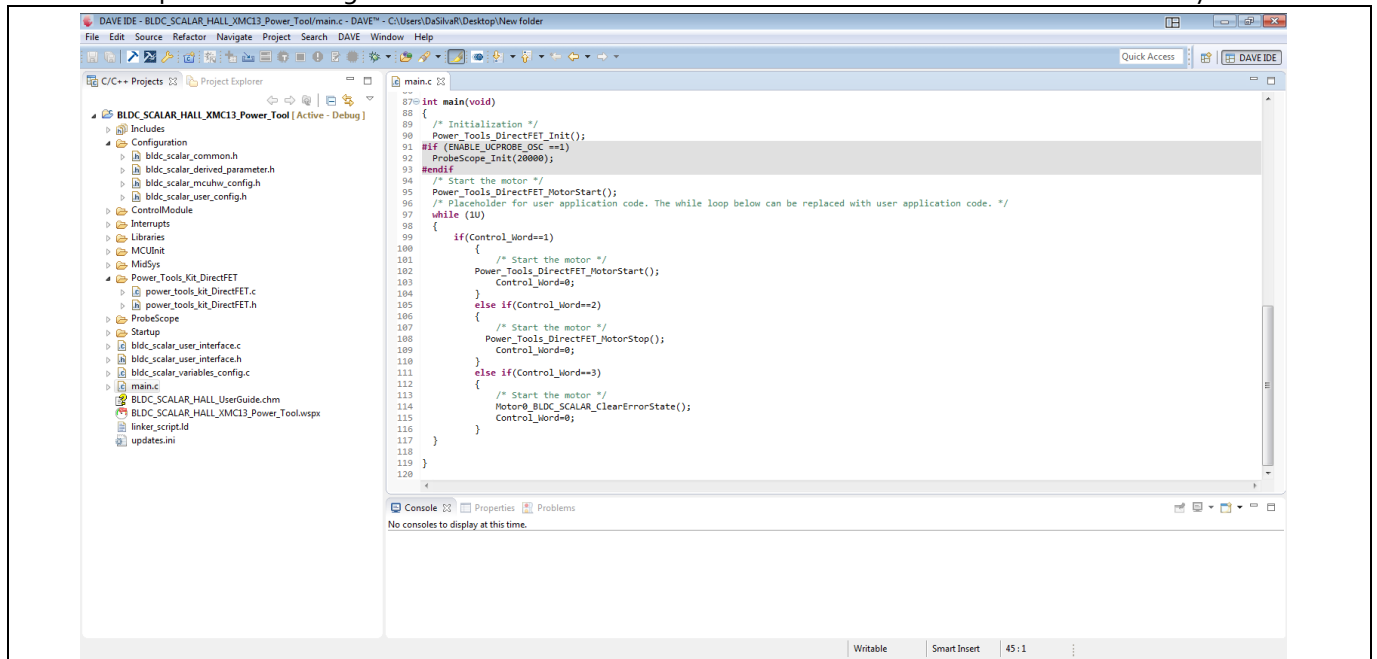 DAVE IDE - BLDC_SCALAR_HALL_XMC13_Power_Tool/main.c - DAVE™ - C:\Users\DaSilvaR\Desktop\New folder
File Edit Source Refactor Navigate Project Search DAVE Window Help
Quick Access DAVE IDE
C/C++ Projects Project Explorer
BLDC_SCALAR_HALL_XMC13_Power_Tool [ Active - Debug ]
Includes
Configuration
bldc_scalar_common.h
bldc_scalar_derived_parameter.h
bldc_scalar_mcuhw_config.h
bldc_scalar_user_config.h
ControlModule
Interrupts
Libraries
MCUInit
MidSys
Power_Tools_Kit_DirectFET
power_tools_kit_DirectFET.c
power_tools_kit_DirectFET.h
ProbeScope
Startup
bldc_scalar_user_interface.c
bldc_scalar_user_interface.h
bldc_scalar_variables_config.c
main.c
BLDC_SCALAR_HALL_UserGuide.chm
BLDC_SCALAR_HALL_XMC13_Power_Tool.wspx
linker_script.ld
updates.ini
main.c
87 int main(void)
88 {
89 /* Initialization */
90 Power_Tools_DirectFET_Init();
91 #if (ENABLE_UCPROBE_OSC ==1)
92 ProbeScope_Init(20000);
93 #endif
94 /* Start the motor */
95 Power_Tools_DirectFET_MotorStart();
96 /* Placeholder for user application code. The while loop below can be replaced with user application code. */
97 while (1U)
98 {
99 if(Control_Word==1)
100 {
101 /* Start the motor */
102 Power_Tools_DirectFET_MotorStart();
103 Control_Word=0;
104 }
105 else if(Control_Word==2)
106 {
107 /* Start the motor */
108 Power_Tools_DirectFET_MotorStop();
109 Control_Word=0;
110 }
111 else if(Control_Word==3)
112 {
113 /* Start the motor */
114 Motor0_BLDC_SCALAR_ClearErrorState();
115 Control_Word=0;
116 }
117 }
118
119 }
120
Console Properties Problems
No consoles to display at this time.
Writable Smart Insert 45 : 1